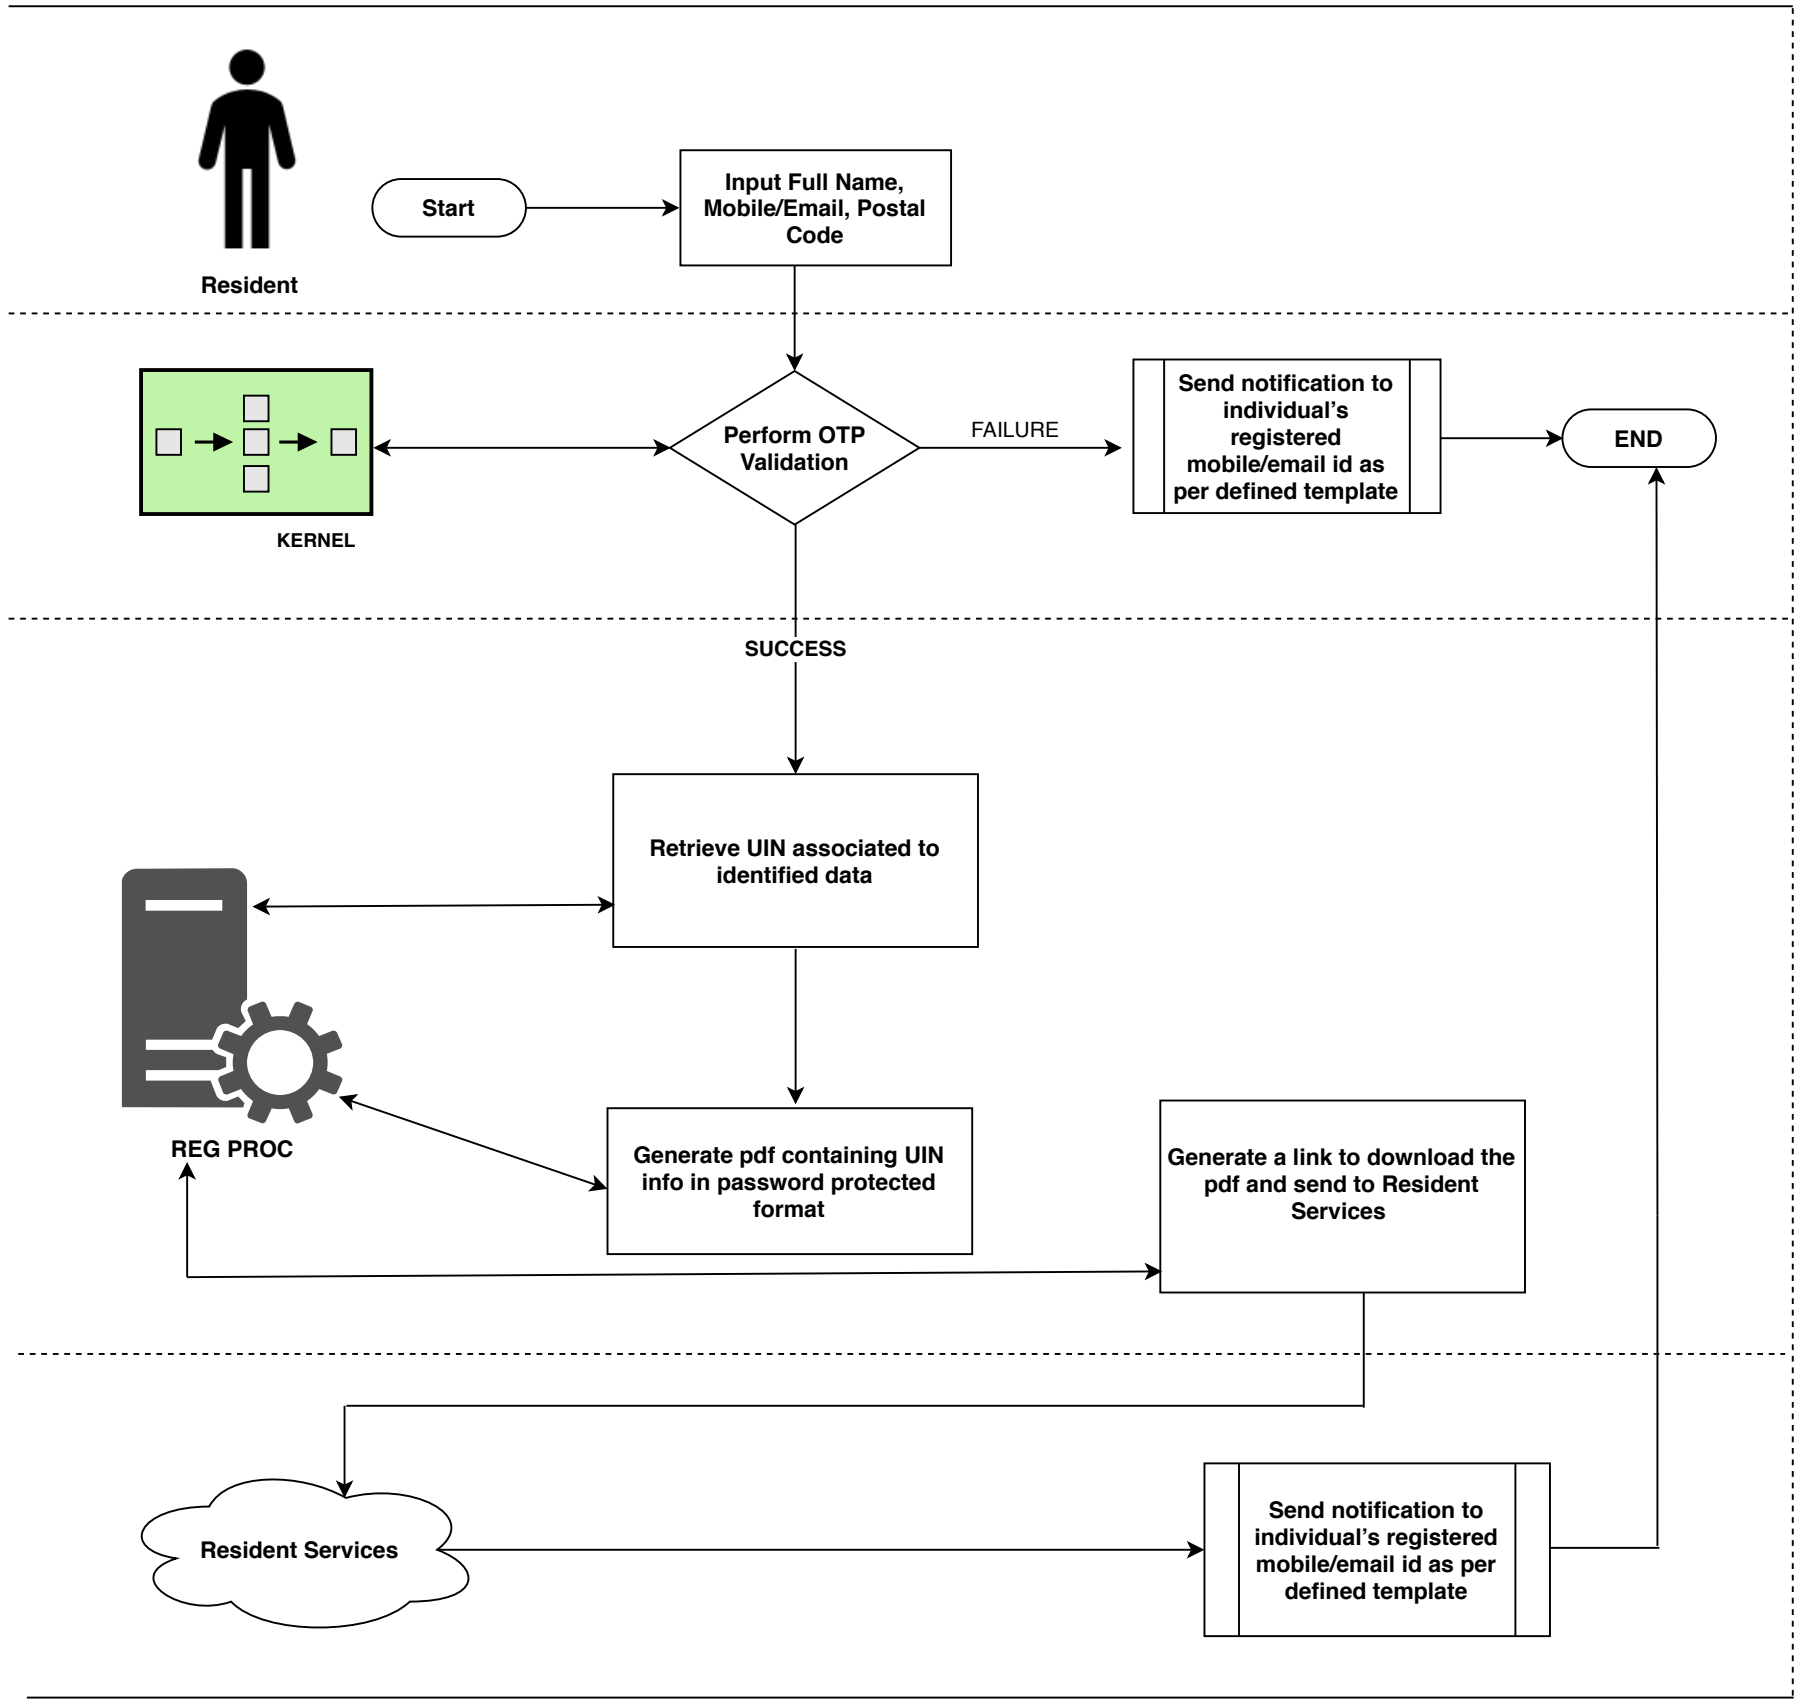 Start
Input Full Name,
Mobile/Email, Postal
Code
Resident
Perform OTP
Validation
FAILURE
Send notification to
individual's
registered
mobile/email id as
per defined template
END
KERNEL
SUCCESS
Retrieve UIN associated to
identified data
REG PROC
Generate pdf containing UIN
info in password protected
format
Generate a link to download the
pdf and send to Resident
Services
Resident Services
Send notification to
individual's registered
mobile/email id as per
defined template